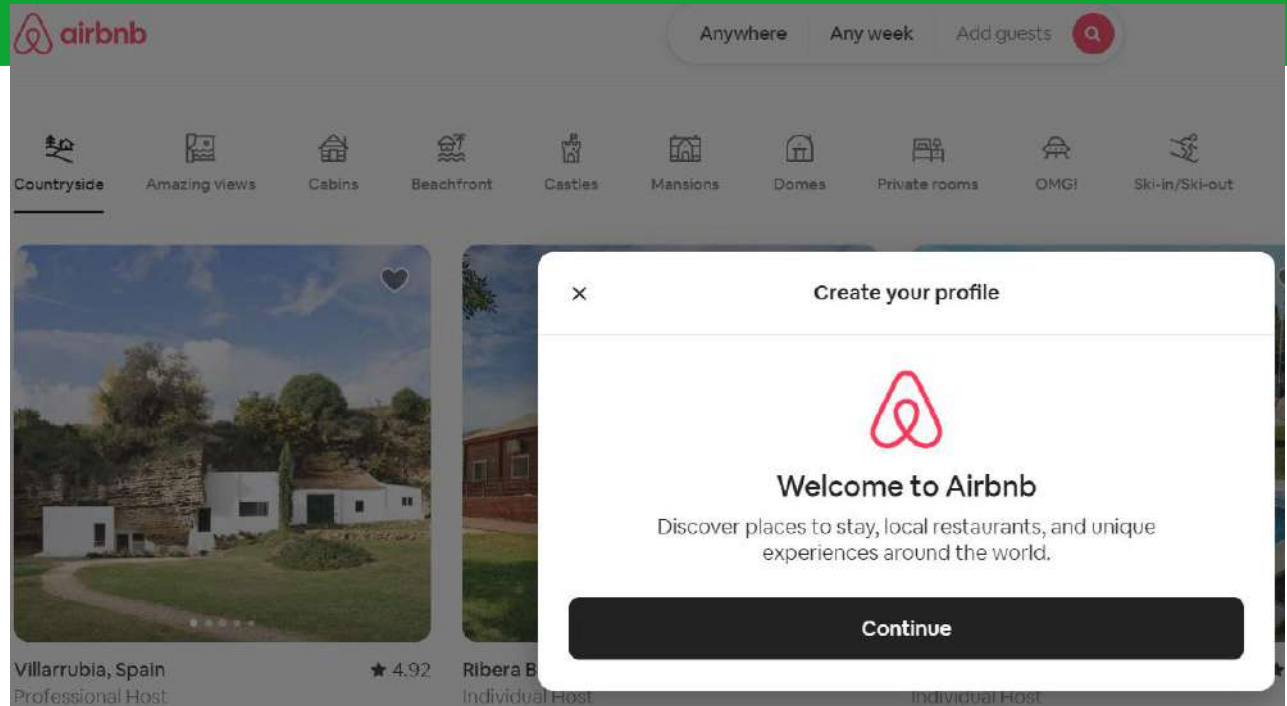 airbnb
Anywhere Any week Add guests
Countryside Amazing views Cabins Beachfront Castles Mansions Domes Private rooms OMG! Ski-in/Ski-out
Create your profile
Welcome to Airbnb
Discover places to stay, local restaurants, and unique
experiences around the world.
Continue
Villarrubia, Spain 4.92 Ribera
Professional Host Individual Host Individual Host